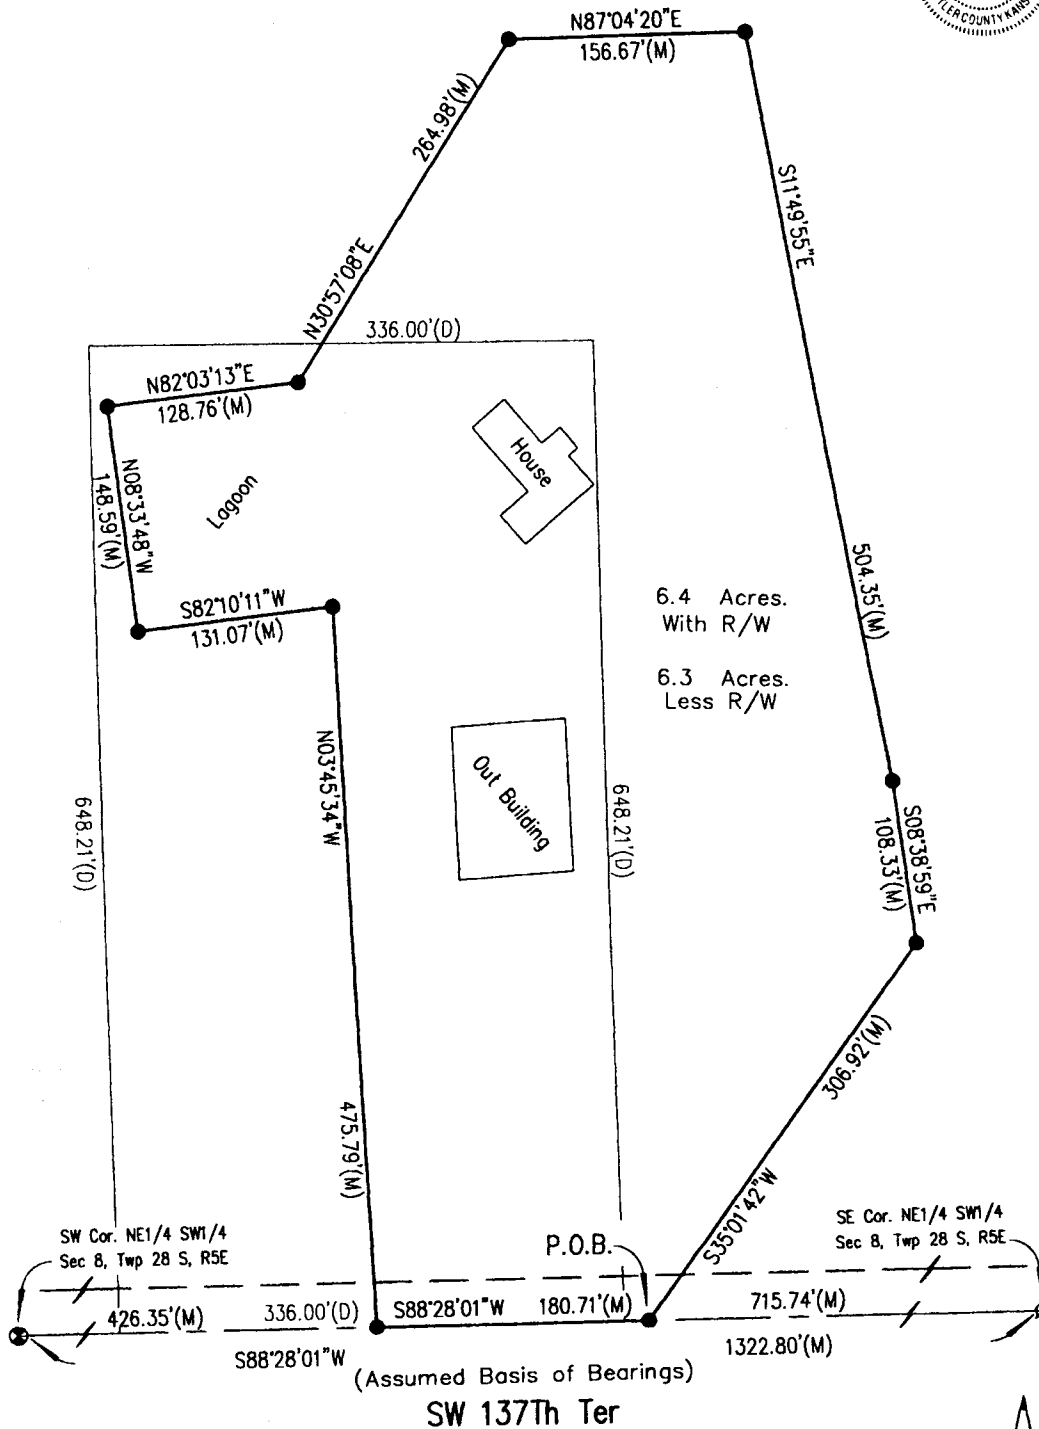 TLER COUNTY KANS
N87°04'20"E
156.67'(M)
264.98'(M)
N30°57'08"E
S11°49'55"E
504.35'(M)
336.00'(D)
N82°03'13"E
128.76'(M)
N08°33'48"W
148.59'(M)
Lagoon
House
S82°10'11"W
131.07'(M)
6.4 Acres.
With R/W
6.3 Acres.
Less R/W
N03°45'34"W
475.79'(M)
Out Building
648.21'(D)
648.21'(D)
S08°38'59"E
108.33'(M)
306.92'(M)
S35°01'42"W
SW Cor. NE1/4 SW1/4
Sec 8, Twp 28 S, R5E
P.O.B.
SE Cor. NE1/4 SW1/4
Sec 8, Twp 28 S, R5E
426.35'(M)
336.00'(D)
S88°28'01"W
180.71'(M)
715.74'(M)
S88°28'01"W
1322.80'(M)
(Assumed Basis of Bearings)
SW 137Th Ter